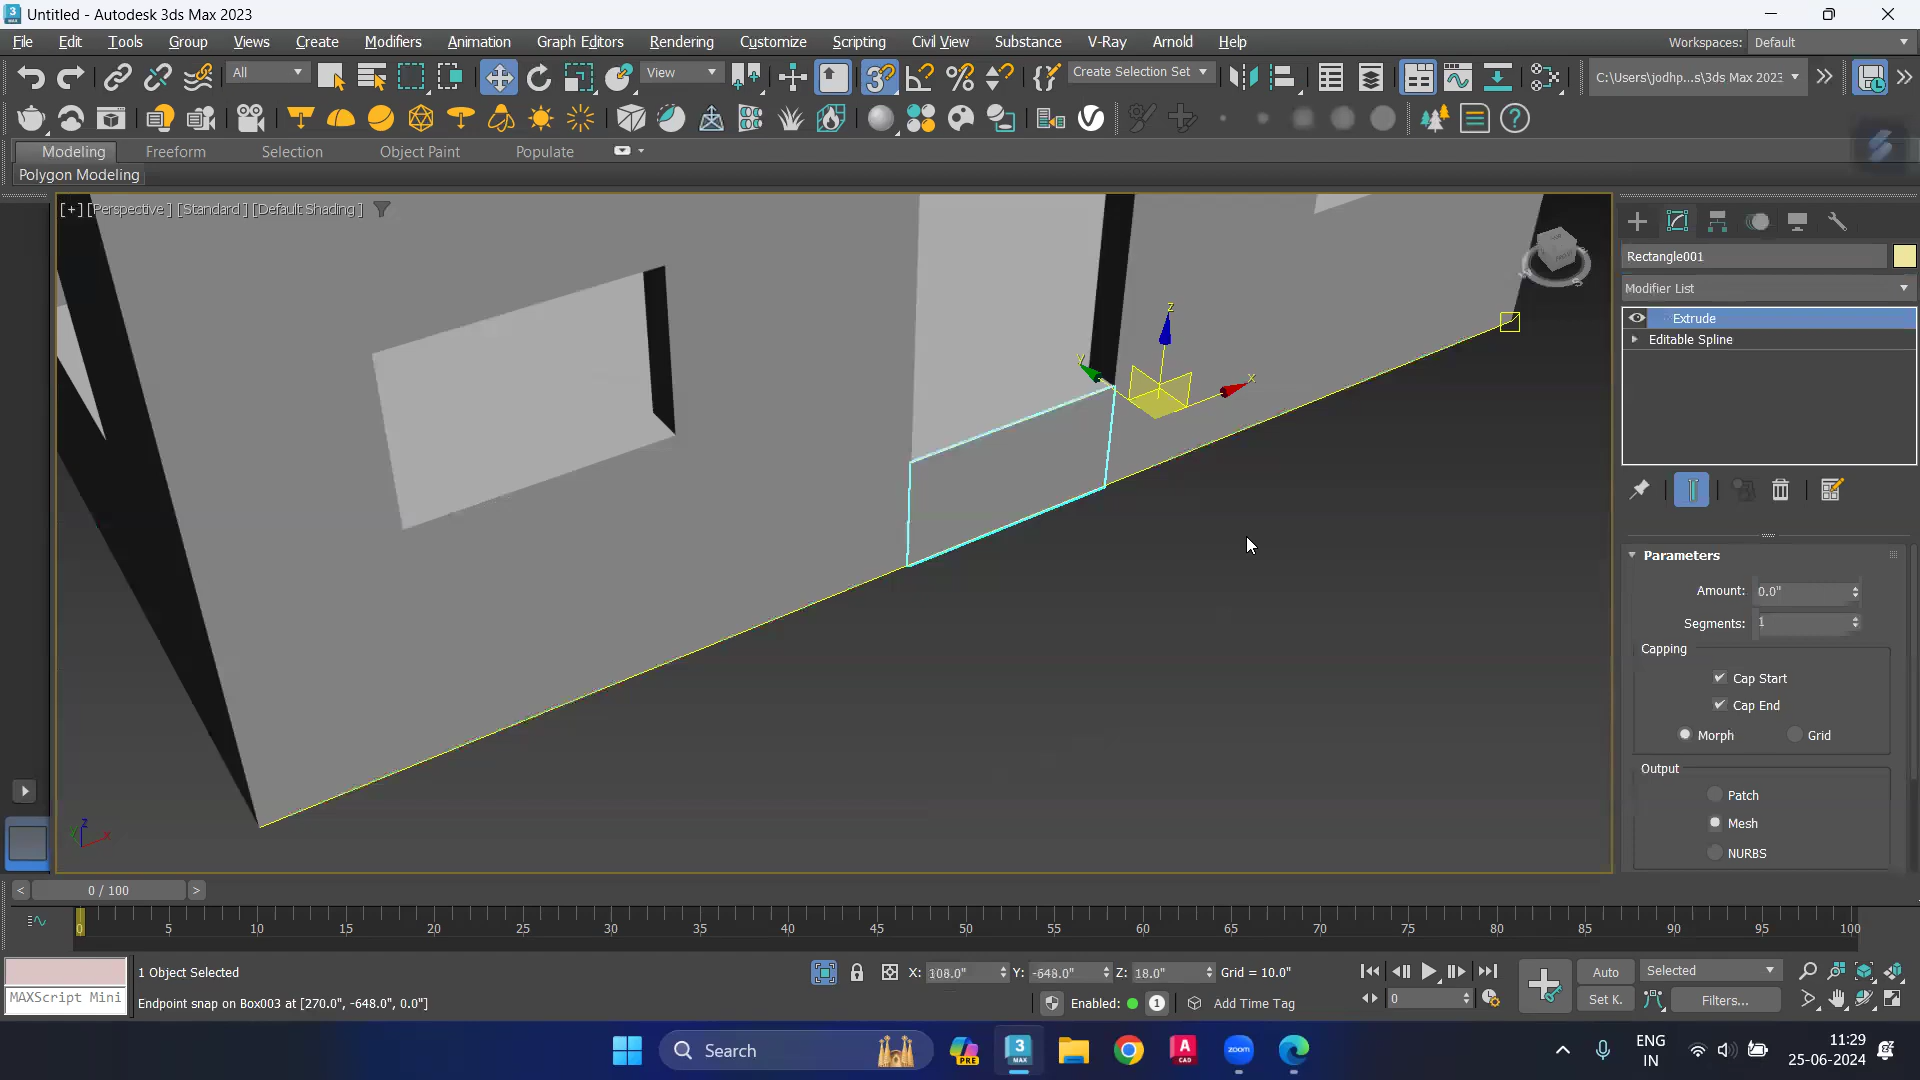 Untitled - Autodesk 3ds Max 2023
File Edit Tools Group Views Create Modifiers Animation Graph Editors Rendering Customize Scripting Civil View Substance V-Ray Arnold Help Workspaces: Default
All View Create Selection Set C:\Users\jodhp...s\3ds Max 2023
Modeling Freeform Selection Object Paint Populate
Polygon Modeling
[+] [Perspective ] [Standard ] [Default Shading ]
Rectangle001
Modifier List
Extrude
Editable Spline
Parameters
Amount: 0.0"
Segments: 1
Capping
Cap Start
Cap End
Morph Grid
Output
Patch
Mesh
NURBS
z
y
x
z
x
< 0 / 100 >
0 5 10 15 20 25 30 35 40 45 50 55 60 65 70 75 80 85 90 95 100
1 Object Selected X: 108.0" Y: -648.0" Z: 18.0" Grid = 10.0" Auto Selected
MAXScript Mini Endpoint snap on Box003 at [270.0", -648.0", 0.0"] Enabled: 1 Add Time Tag 0 Set K. Filters...
Search PRE 3 MAX A CAD zoom ENG IN 11:29 25-06-2024